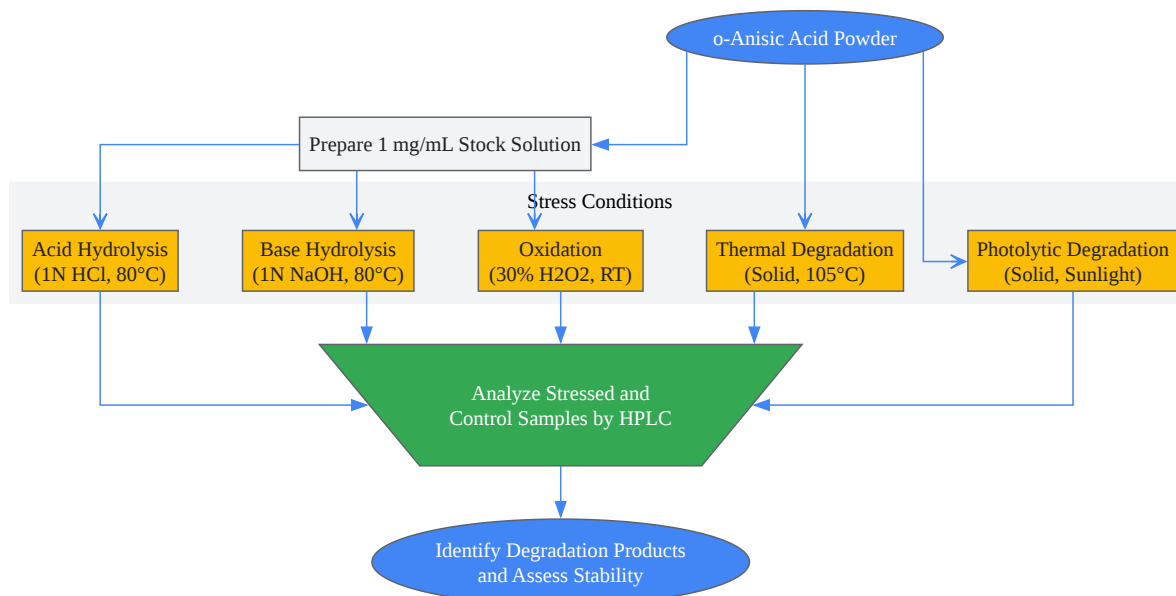 o-Anisic Acid Powder
Prepare 1 mg/mL Stock Solution
Stress Conditions
Acid Hydrolysis
(1N HCl, 80°C)
Base Hydrolysis
(1N NaOH, 80°C)
Oxidation
(30% H2O2, RT)
Thermal Degradation
(Solid, 105°C)
Photolytic Degradation
(Solid, Sunlight)
Analyze Stressed and
Control Samples by HPLC
Identify Degradation Products
and Assess Stability